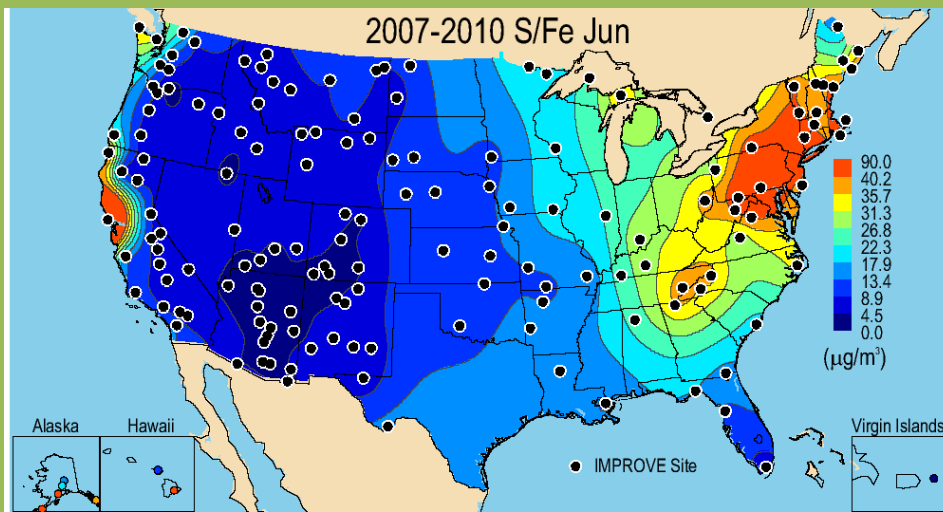 2007-2010 S/Fe Jun
90.0
40.2
35.7
31.3
26.8
22.3
17.9
13.4
8.9
4.5
0.0
(μg/m³)
Alaska
Hawaii
Virgin Islands
IMPROVE Site